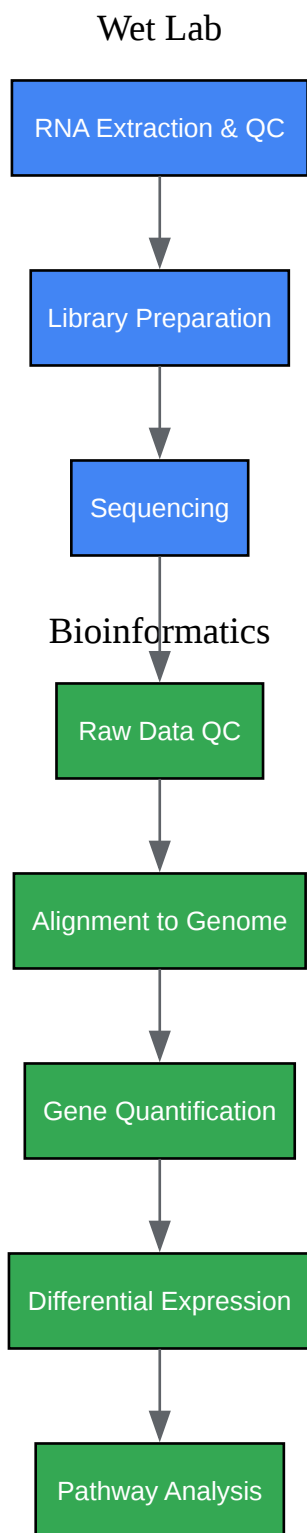 Wet Lab
RNA Extraction & QC
Library Preparation
Sequencing
Bioinformatics
Raw Data QC
Alignment to Genome
Gene Quantification
Differential Expression
Pathway Analysis